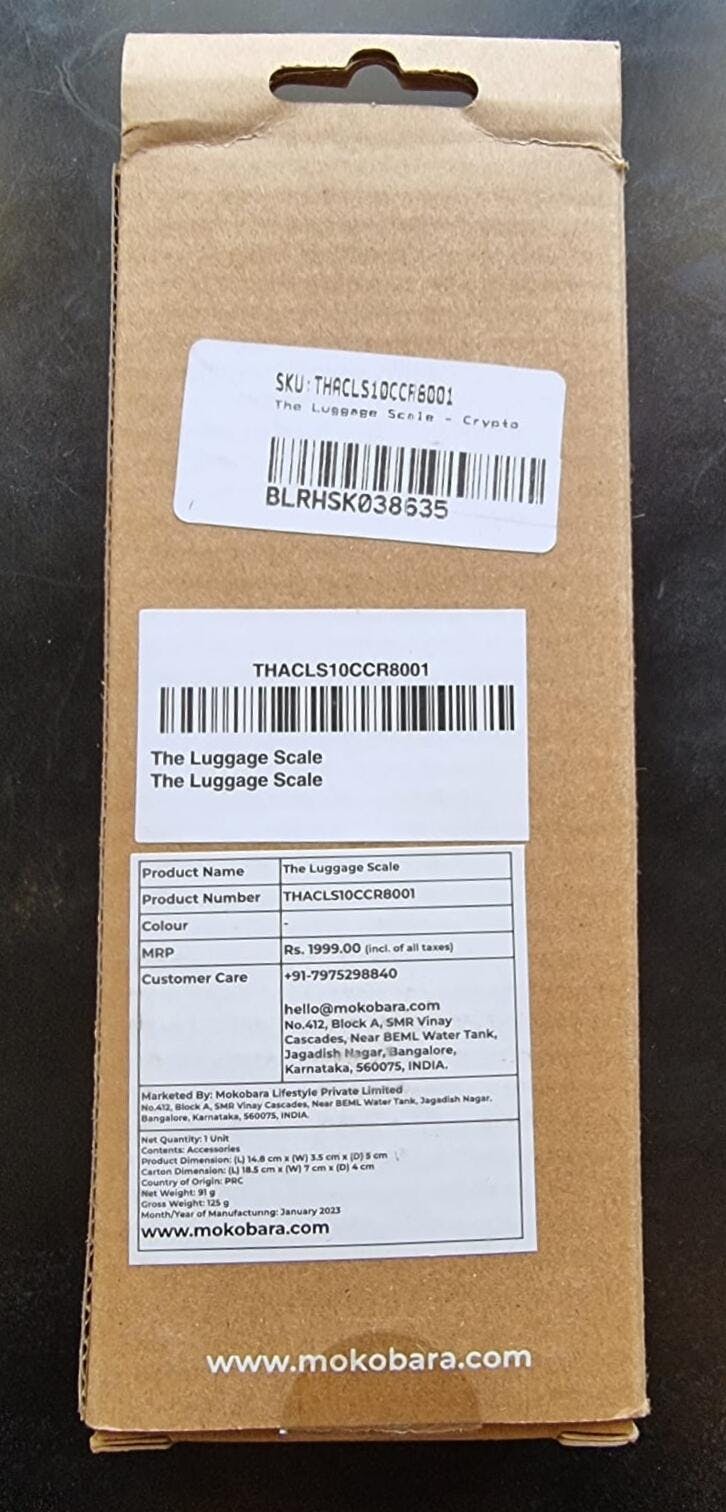 SKU:THACLS10CCR6001
The Luggage Scale - Crypto
BLRHSK038635
THACLS10CCR8001
The Luggage Scale
The Luggage Scale
Product Name The Luggage Scale
Product Number THACLS10CCR8001
Colour -
MRP Rs. 1999.00 (incl. of all taxes)
Customer Care +91-7975298840
hello@mokobara.com
No.412, Block A, SMR Vinay
Cascades, Near BEML Water Tank,
Jagadish Nagar, Bangalore,
Karnataka, 560075, INDIA.
Marketed By: Mokobara Lifestyle Private Limited
No.412, Block A, SMR Vinay Cascades, Near BEML Water Tank, Jagadish Nagar,
Bangalore, Karnataka, 560075, INDIA.
Net Quantity: 1 Unit
Contents: Accessories
Product Dimension: (L) 14.8 cm x (W) 3.5 cm x (D) 5 cm
Carton Dimension: (L) 18.5 cm x (W) 7 cm x (D) 4 cm
Country of Origin: PRC
Net Weight: 91 g
Gross Weight: 125 g
Month/Year of Manufacturing: January 2023
www.mokobara.com
www.mokobara.com